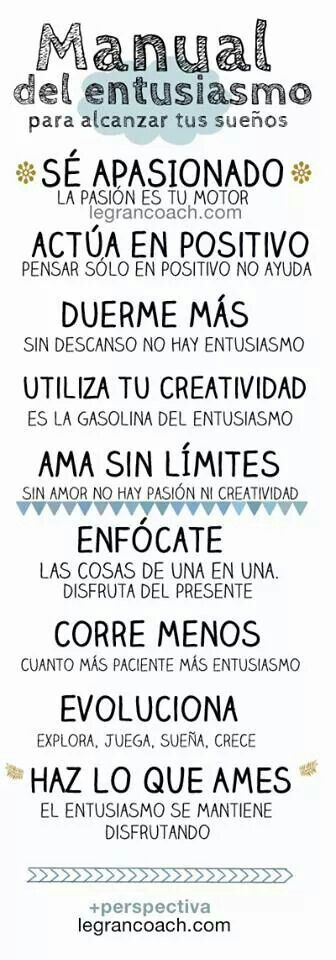 Manual
del entusiasmo
para alcanzar tus sueños
SÉ APASIONADO
LA PASIÓN ES TU MOTOR
legrancoach.com
ACTÚA EN POSITIVO
PENSAR SÓLO EN POSITIVO NO AYUDA
DUERME MÁS
SIN DESCANSO NO HAY ENTUSIASMO
UTILIZA TU CREATIVIDAD
ES LA GASOLINA DEL ENTUSIASMO
AMA SIN LÍMITES
SIN AMOR NO HAY PASIÓN NI CREATIVIDAD
ENFÓCATE
LAS COSAS DE UNA EN UNA.
DISFRUTA DEL PRESENTE
CORRE MENOS
CUANTO MÁS PACIENTE MÁS ENTUSIASMO
EVOLUCIONA
EXPLORA, JUEGA, SUEÑA, CRECE
HAZ LO QUE AMES
EL ENTUSIASMO SE MANTIENE
DISFRUTANDO
+perspectiva
legrancoach.com